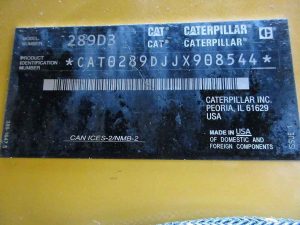 MODEL NUMBER 289D3 CAT CATERPILLAR
CAT® CATERPILLAR®
PRODUCT IDENTIFICATION NUMBER *CAT0289DJJX908544*
CATERPILLAR INC.
PEORIA, IL 61629
USA
MADE IN USA
OF DOMESTIC AND
FOREIGN COMPONENTS
CAN ICES-2/NMB-2